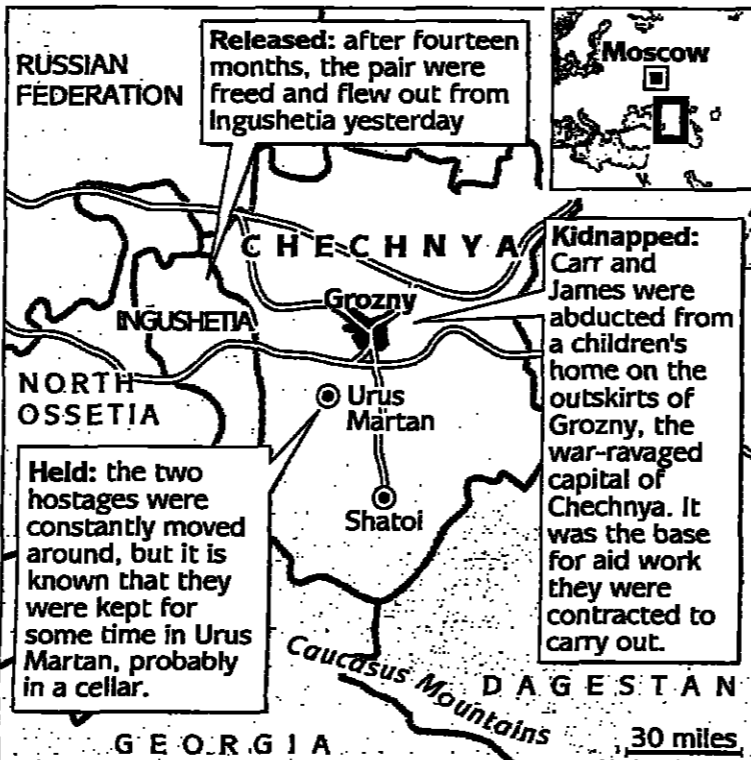 RUSSIAN
FEDERATION
Released: after fourteen
months, the pair were
freed and flew out from
Ingushetia yesterday
Moscow
CHECHNYA
Grozny
INGUSHETIA
NORTH
OSSETIA
Urus
Martan
Shatoi
Kidnapped:
Carr and
James were
abducted from
a children's
home on the
outskirts of
Grozny, the
war-ravaged
capital of
Chechnya. It
was the base
for aid work
they were
contracted to
carry out.
Held: the two
hostages were
constantly moved
around, but it is
known that they
were kept for
some time in Urus
Martan, probably
in a cellar.
Caucasus Mountains
DAGESTAN
GEORGIA
30 miles